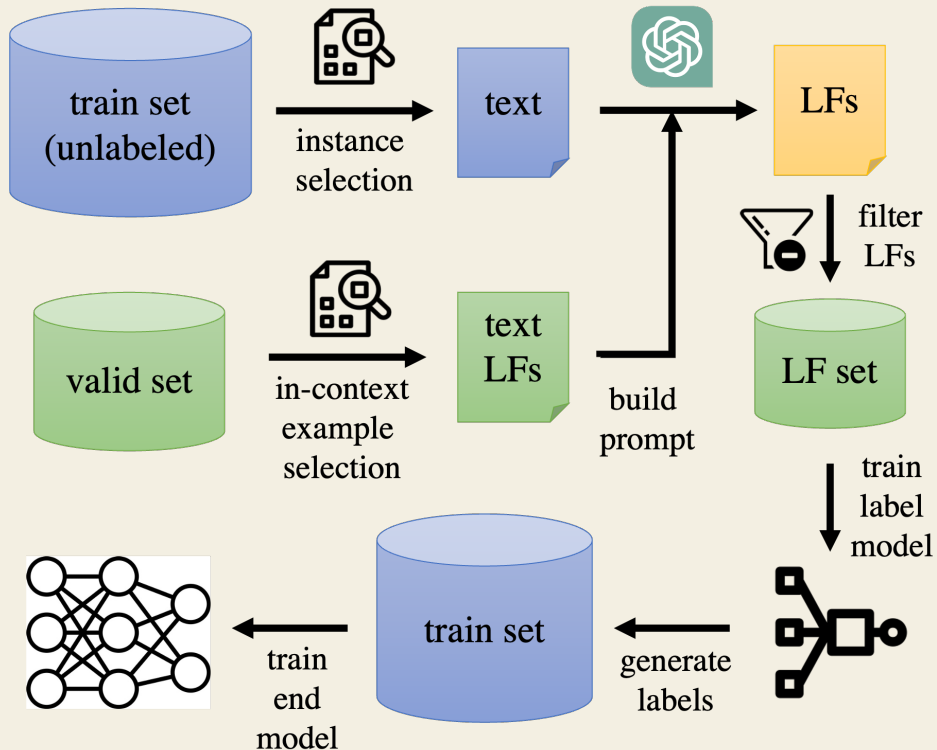 train set
(unlabeled)
instance
selection
text
LFs
filter
LFs
valid set
in-context
example
selection
text
LFs
build
prompt
LF set
train
label
model
generate
labels
train set
train
end
model